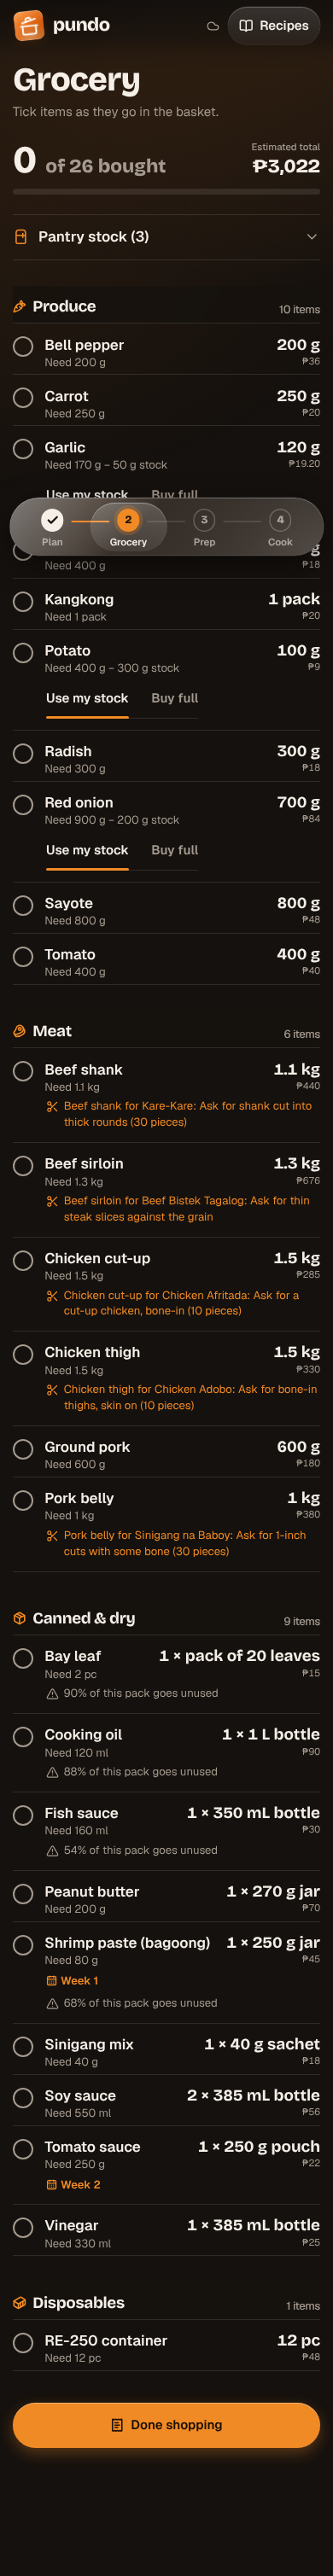 pundo
Recipes
Grocery
Tick items as they go in the basket.
Estimated total
0 of 26 bought
₱3,022
Pantry stock (3)
Produce
10 items
Bell pepper
200 g
Need 200 g
₱36
Carrot
250 g
Need 250 g
₱20
Garlic
120 g
Need 170 g – 50 g stock
₱19.20
Use my stock
Buy full
2
3
4
Plan
Grocery
Prep
Cook
g
Need 400 g
₱18
Kangkong
1 pack
Need 1 pack
₱20
Potato
100 g
Need 400 g – 300 g stock
₱9
Use my stock
Buy full
Radish
300 g
Need 300 g
₱18
Red onion
700 g
Need 900 g – 200 g stock
₱84
Use my stock
Buy full
Sayote
800 g
Need 800 g
₱48
Tomato
400 g
Need 400 g
₱40
Meat
6 items
Beef shank
1.1 kg
Need 1.1 kg
₱440
Beef shank for Kare-Kare: Ask for shank cut into
thick rounds (30 pieces)
Beef sirloin
1.3 kg
Need 1.3 kg
₱676
Beef sirloin for Beef Bistek Tagalog: Ask for thin
steak slices against the grain
Chicken cut-up
1.5 kg
Need 1.5 kg
₱285
Chicken cut-up for Chicken Afritada: Ask for a
cut-up chicken, bone-in (10 pieces)
Chicken thigh
1.5 kg
Need 1.5 kg
₱330
Chicken thigh for Chicken Adobo: Ask for bone-in
thighs, skin on (10 pieces)
Ground pork
600 g
Need 600 g
₱180
Pork belly
1 kg
Need 1 kg
₱380
Pork belly for Sinigang na Baboy: Ask for 1-inch
cuts with some bone (30 pieces)
Canned & dry
9 items
Bay leaf
1 × pack of 20 leaves
Need 2 pc
₱15
90% of this pack goes unused
Cooking oil
1 × 1 L bottle
Need 120 ml
₱90
88% of this pack goes unused
Fish sauce
1 × 350 mL bottle
Need 160 ml
₱30
54% of this pack goes unused
Peanut butter
1 × 270 g jar
Need 200 g
₱70
Shrimp paste (bagoong)
1 × 250 g jar
Need 80 g
₱45
Week 1
68% of this pack goes unused
Sinigang mix
1 × 40 g sachet
Need 40 g
₱18
Soy sauce
2 × 385 mL bottle
Need 550 ml
₱56
Tomato sauce
1 × 250 g pouch
Need 250 g
₱22
Week 2
Vinegar
1 × 385 mL bottle
Need 330 ml
₱25
Disposables
1 items
RE-250 container
12 pc
Need 12 pc
₱48
Done shopping